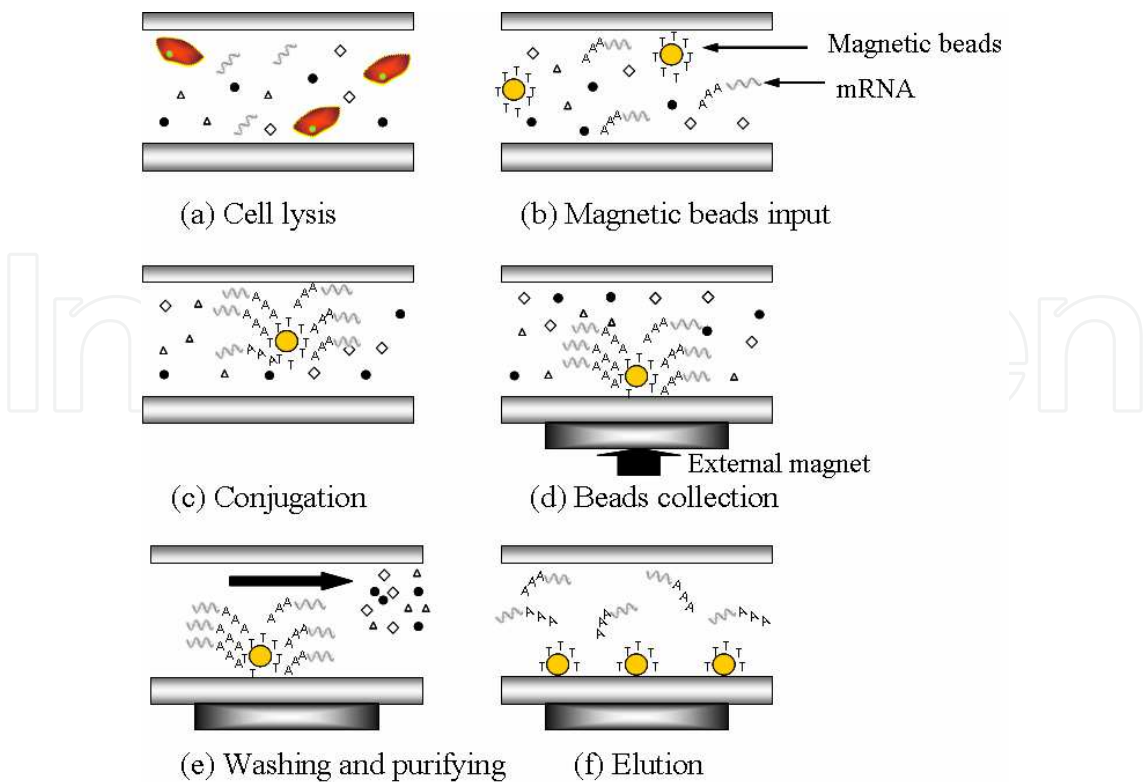 Magnetic beads
mRNA
(a) Cell lysis
(b) Magnetic beads input
(c) Conjugation
External magnet
(d) Beads collection
(e) Washing and purifying
(f) Elution